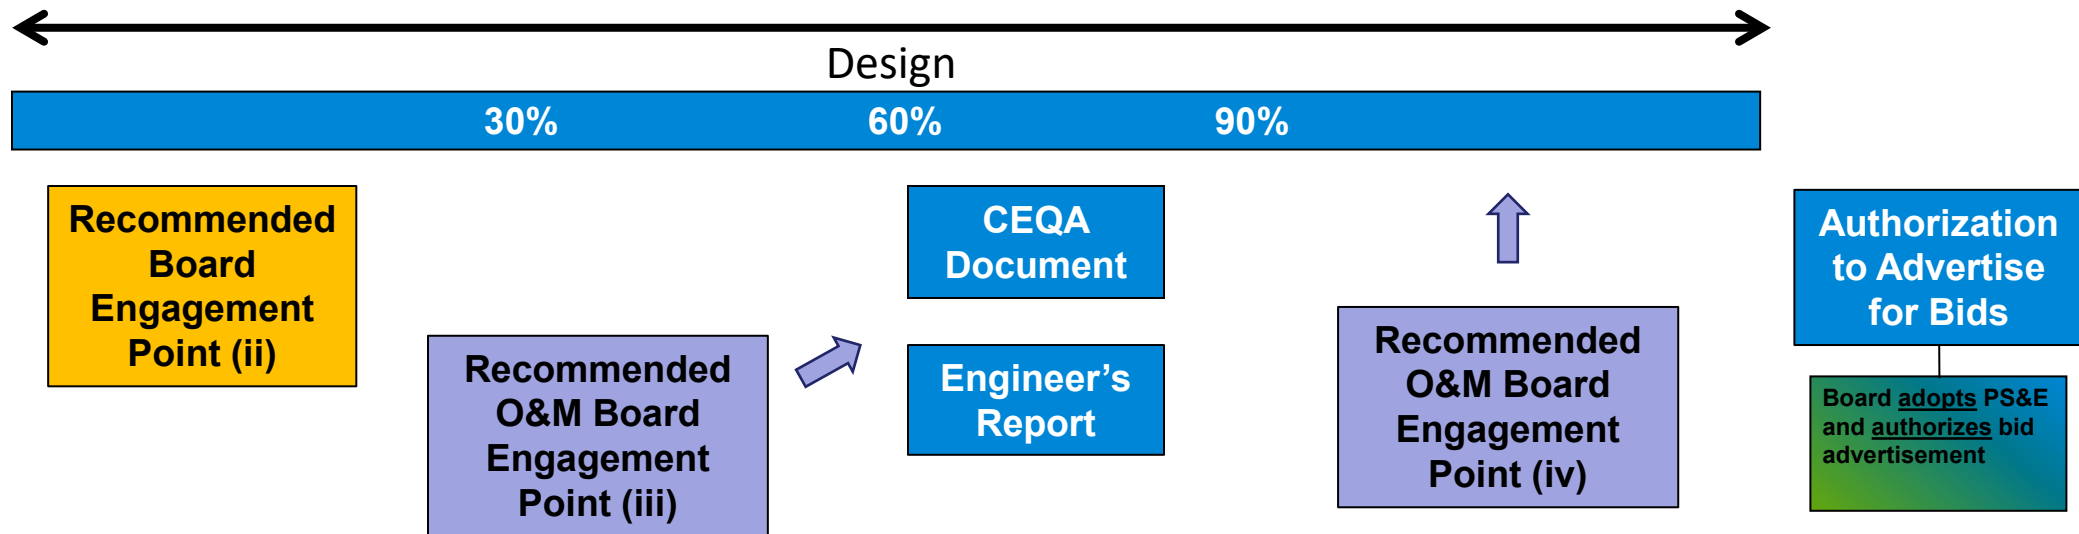 Design
30% 60% 90%
Recommended
Board
Engagement
Point (ii)
Recommended
O&M Board
Engagement
Point (iii)
CEQA
Document
Engineer’s
Report
Recommended
O&M Board
Engagement
Point (iv)
Authorization
to Advertise
for Bids
Board adopts PS&E
and authorizes bid
advertisement